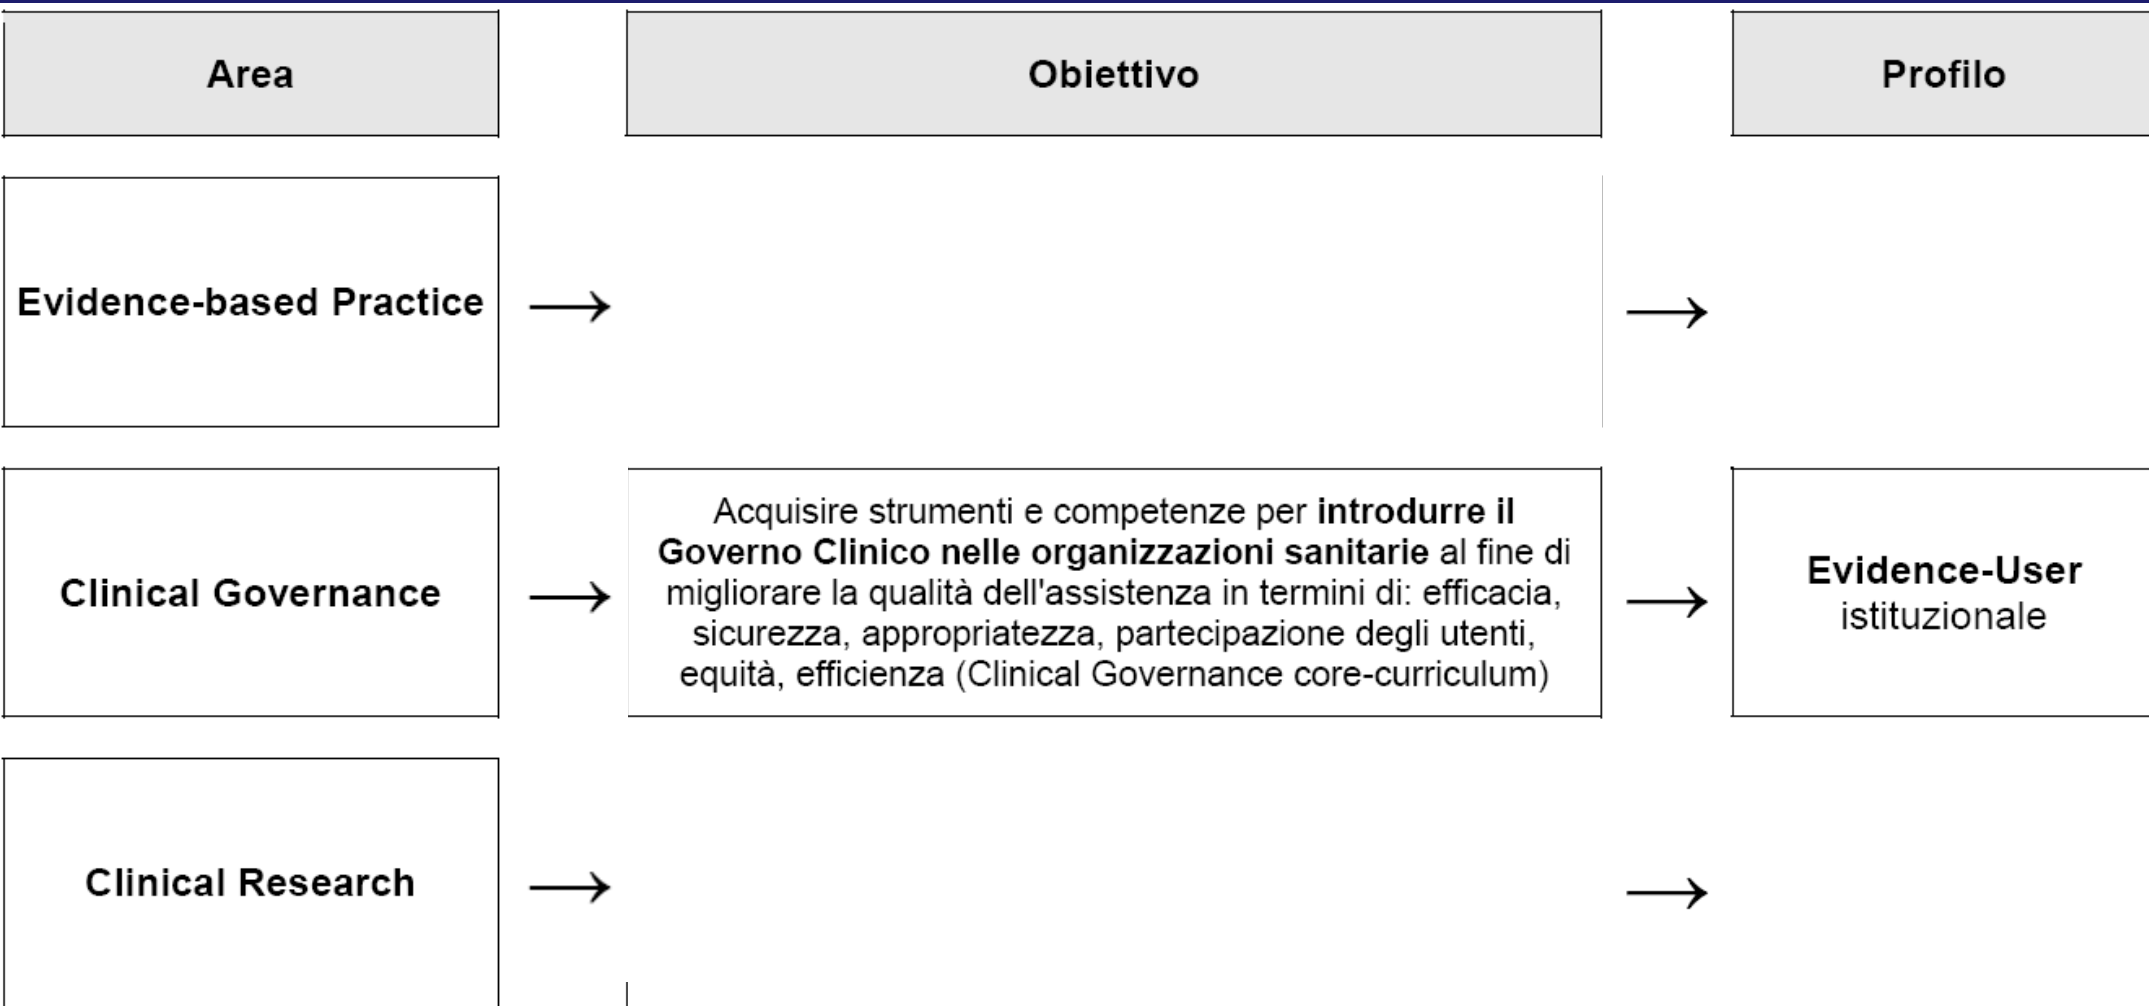 Area
Obiettivo
Profilo
Evidence-based Practice
→
→
Clinical Governance
→
Acquisire strumenti e competenze per introdurre il
Governo Clinico nelle organizzazioni sanitarie al fine di
migliorare la qualità dell'assistenza in termini di: efficacia,
sicurezza, appropriatezza, partecipazione degli utenti,
equità, efficienza (Clinical Governance core-curriculum)
→
Evidence-User
istituzionale
Clinical Research
→
→